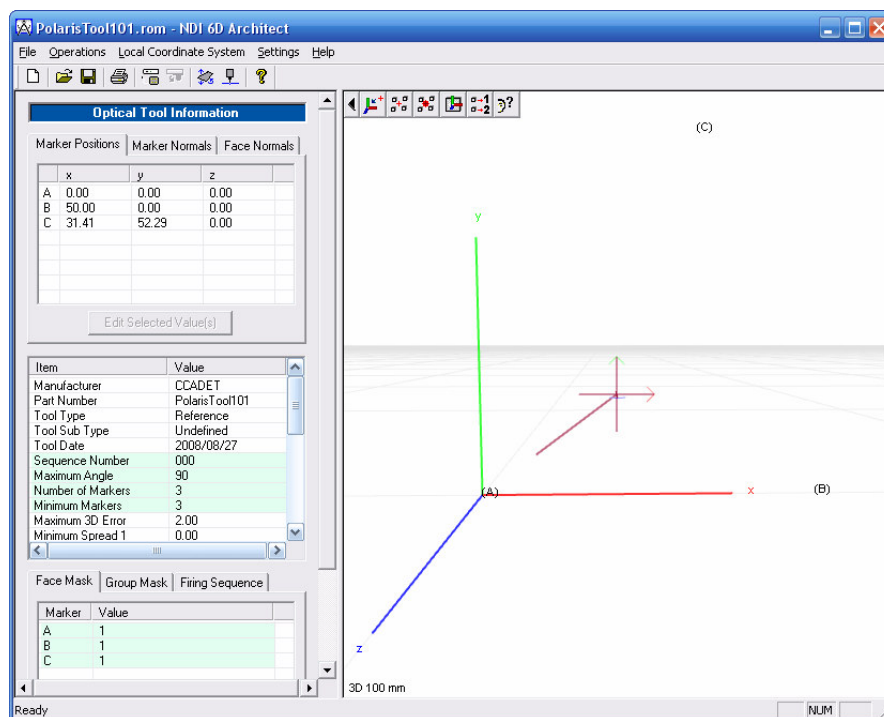 PolarisTool101.rom - NDI 6D Architect
File Operations Local Coordinate System Settings Help
Optical Tool Information
Marker Positions Marker Normals Face Normals
x y z
A 0.00 0.00 0.00
B 50.00 0.00 0.00
C 31.41 52.29 0.00
Edit Selected Value(s)
Item Value
Manufacturer CCADET
Part Number PolarisTool101
Tool Type Reference
Tool Sub Type Undefined
Tool Date 2008/08/27
Sequence Number 000
Maximum Angle 90
Number of Markers 3
Minimum Markers 3
Maximum 3D Error 2.00
Minimum Spread 1 0.00
Face Mask Group Mask Firing Sequence
Marker Value
A 1
B 1
C 1
(C)
y
(A)
x
(B)
z
3D 100 mm
Ready NUM